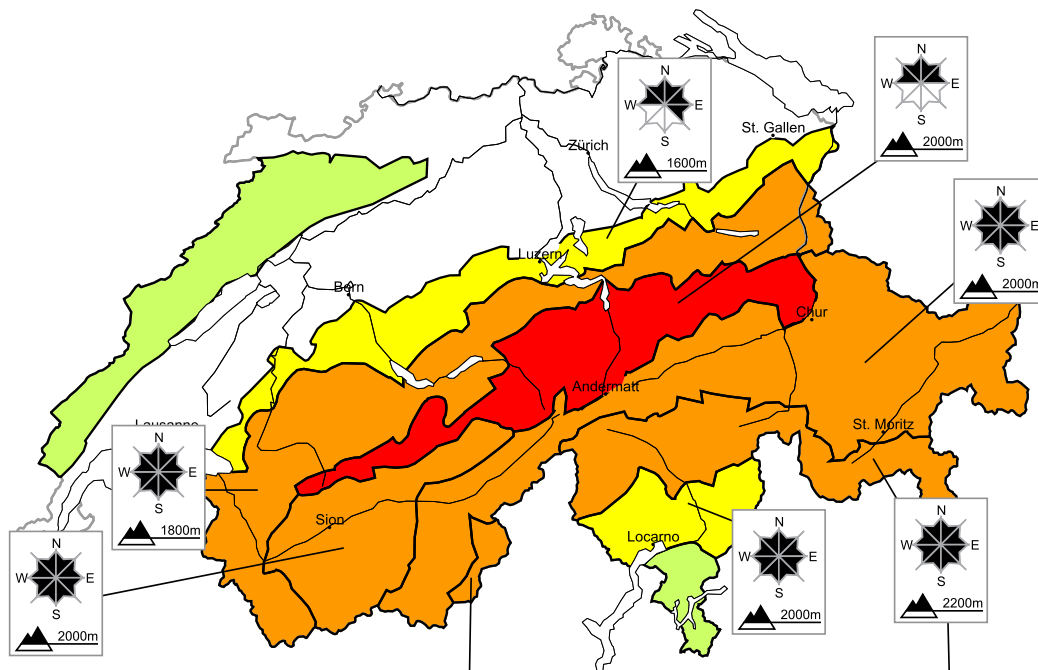 N
W E
S
2000m
N
W E
S
1600m
St. Gallen
Zürich
N
W E
S
2000m
Luzern
Bern
Chur
Andermatt
Lausanne
St. Moritz
N
W E
S
1800m
Sion
Locarno
N
W E
S
2000m
N
W E
S
2000m
N
W E
S
2200m